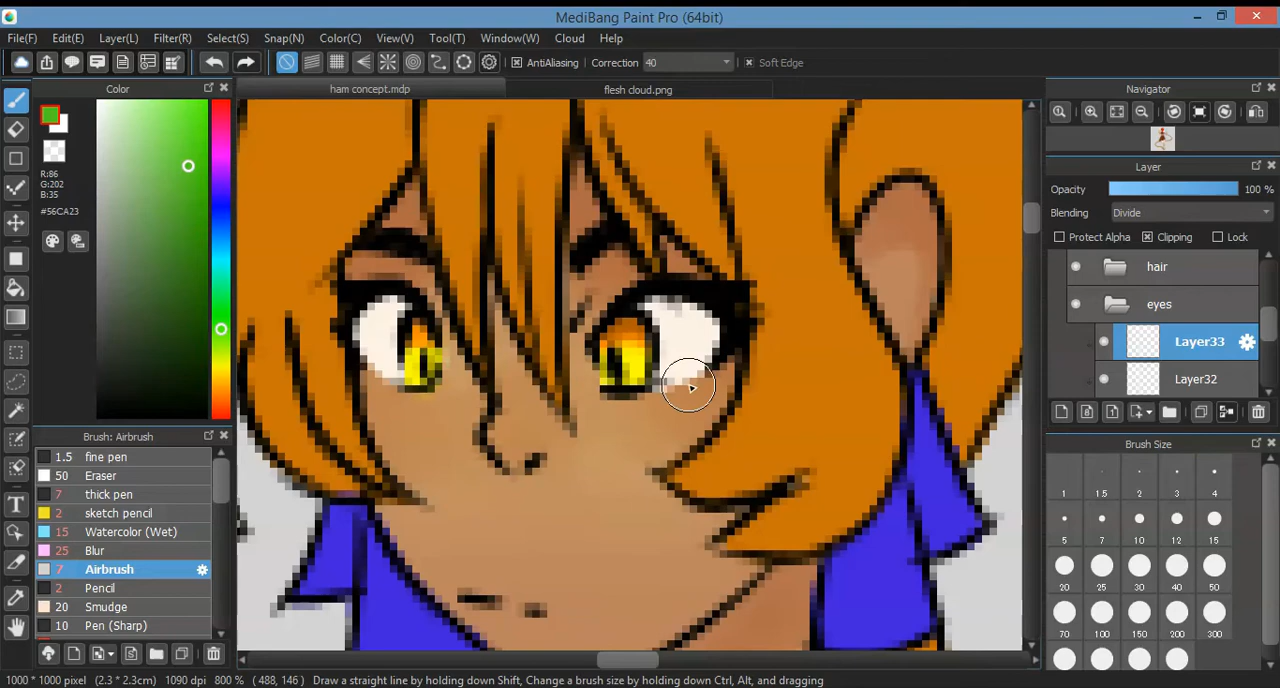 MediBang Paint Pro (64bit)
File(F) Edit(E) Layer(L) Filter(R) Select(S) Snap(N) Color(C) View(V) Tool(T) Window(W) Cloud Help
AntiAliasing Correction 40 Soft Edge
Color
ham concept.mdp flesh cloud.png
Navigator
R:86
G:202
B:35
#56CA23
Layer
Opacity 100 %
Blending Divide
Protect Alpha Clipping Lock
hair
eyes
Layer33
Layer32
Brush: Airbrush
1.5 fine pen
50 Eraser
7 thick pen
2 sketch pencil
15 Watercolor (Wet)
25 Blur
7 Airbrush
2 Pencil
20 Smudge
10 Pen (Sharp)
Brush Size
1 1.5 2 3 4
5 7 10 12 15
20 25 30 40 50
70 100 150 200 300
1000 * 1000 pixel (2.3 * 2.3cm) 1090 dpi 800 % ( 488, 146 ) Draw a straight line by holding down Shift, Change a brush size by holding down Ctrl, Alt, and dragging